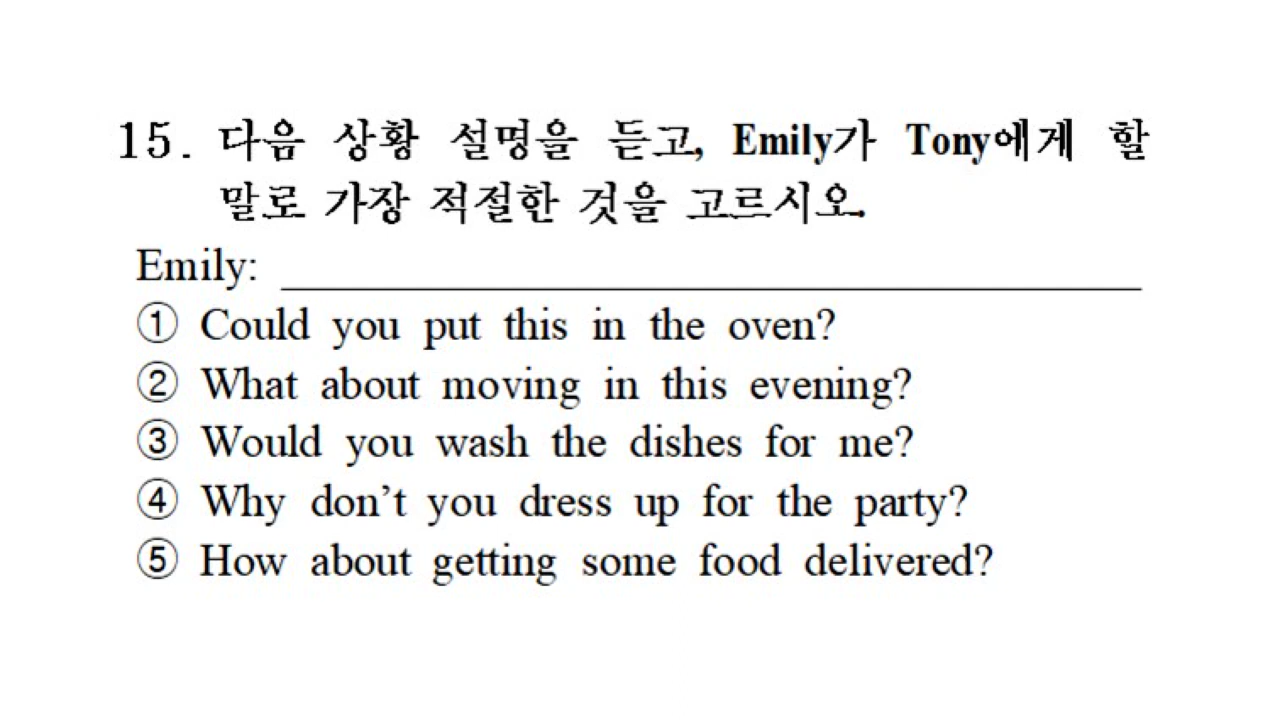 15. 다음 상황 설명을 듣고, Emily가 Tony에게 할
말로 가장 적절한 것을 고르시오.
Emily: ______________________________
① Could you put this in the oven?
② What about moving in this evening?
③ Would you wash the dishes for me?
④ Why don’t you dress up for the party?
⑤ How about getting some food delivered?